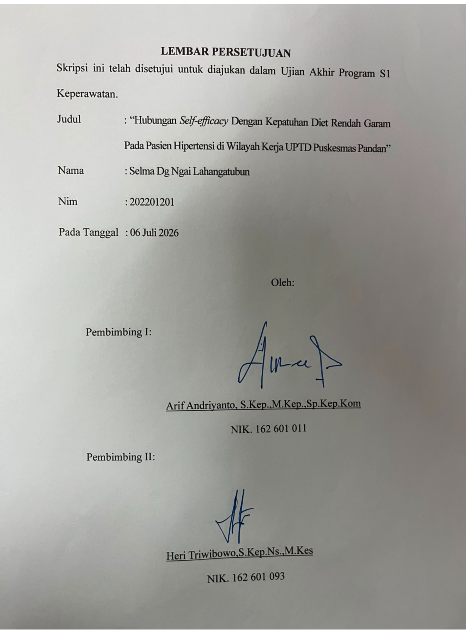 LEMBAR PERSETUJUAN
Skripsi ini telah disetujui untuk diajukan dalam Ujian Akhir Program S1
Keperawatan.
Judul : “Hubungan Self-efficacy Dengan Kepatuhan Diet Rendah Garam
Pada Pasien Hipertensi di Wilayah Kerja UPTD Puskesmas Pandan”
Nama : Selma Dg Ngai Lahangatubun
Nim : 202201201
Pada Tanggal : 06 Juli 2026
Oleh:
Pembimbing I:
Arif Andriyanto, S.Kep.,M.Kep.,Sp.Kep.Kom
NIK. 162 601 011
Pembimbing II:
Heri Triwibowo,S.Kep.Ns.,M.Kes
NIK. 162 601 093